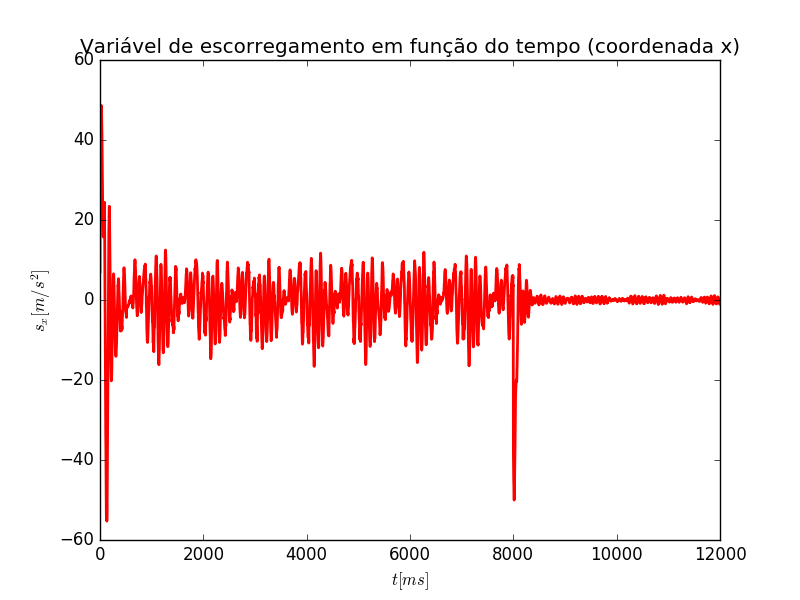 Variável de escorregamento em função do tempo (coordenada x)
60
40
20
0
−20
−40
−60
s_x[m/s^2]
0 2000 4000 6000 8000 10000 12000
t[ms]